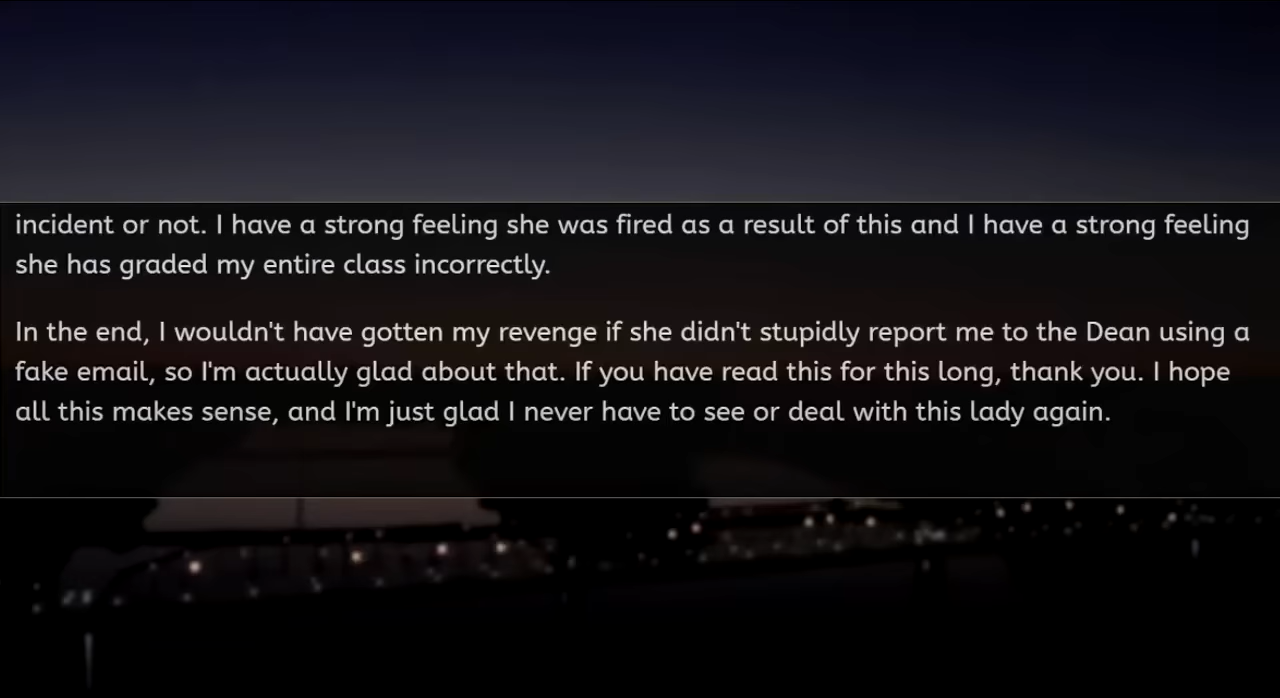 incident or not. I have a strong feeling she was fired as a result of this and I have a strong feeling
she has graded my entire class incorrectly.
In the end, I wouldn't have gotten my revenge if she didn't stupidly report me to the Dean using a
fake email, so I'm actually glad about that. If you have read this for this long, thank you. I hope
all this makes sense, and I'm just glad I never have to see or deal with this lady again.